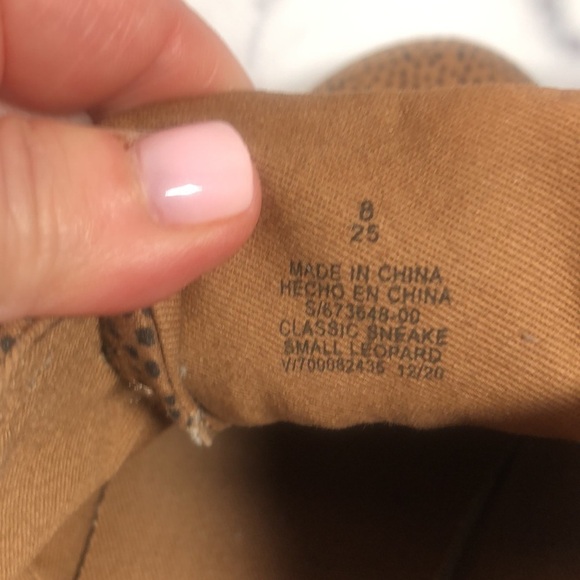 8
25
MADE IN CHINA
HECHO EN CHINA
S/673548-00
CLASSIC SNEAKE
SMALL LEOPARD
V/700082435 12/20